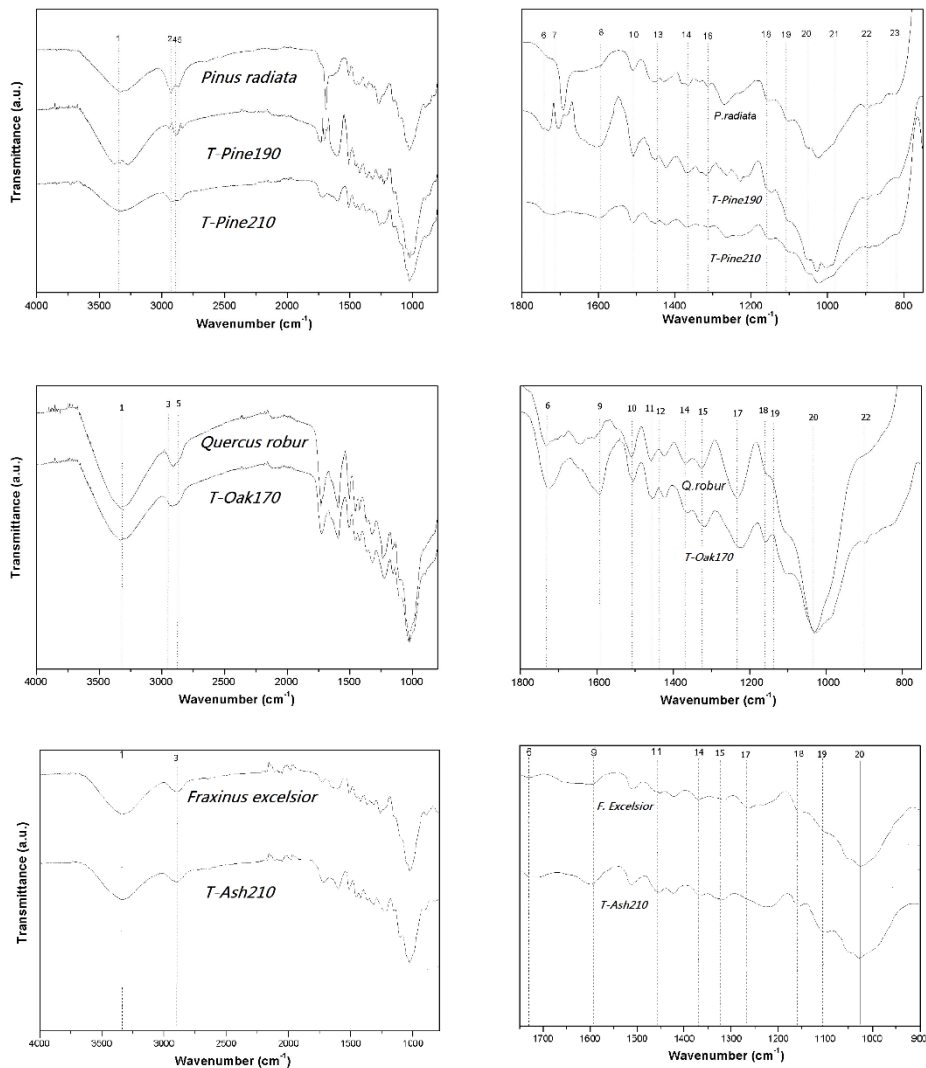 1 2 4 5
Pinus radiata
T-Pine190
T-Pine210
Transmittance (a.u.)
4000 3500 3000 2500 2000 1500 1000
Wavenumber (cm⁻¹)
6 7 8 10 13 14 16 18 19 20 21 22 23
P.radiata
T-Pine190
T-Pine210
1800 1600 1400 1200 1000 800
Wavenumber (cm⁻¹)
1 3 5
Quercus robur
T-Oak170
Transmittance (a.u.)
4000 3500 3000 2500 2000 1500 1000
Wavenumber (cm⁻¹)
6 9 10 11 12 14 15 17 18 19 20 22
Q.robur
T-Oak170
1800 1600 1400 1200 1000 800
Wavenumber (cm⁻¹)
1 3
Fraxinus excelsior
T-Ash210
Transmittance (a.u.)
4000 3500 3000 2500 2000 1500 1000
Wavenumber (cm⁻¹)
6 9 11 14 15 17 18 19 20
F. Excelsior
T-Ash210
1700 1600 1500 1400 1300 1200 1100 1000 900
Wavenumber (cm⁻¹)